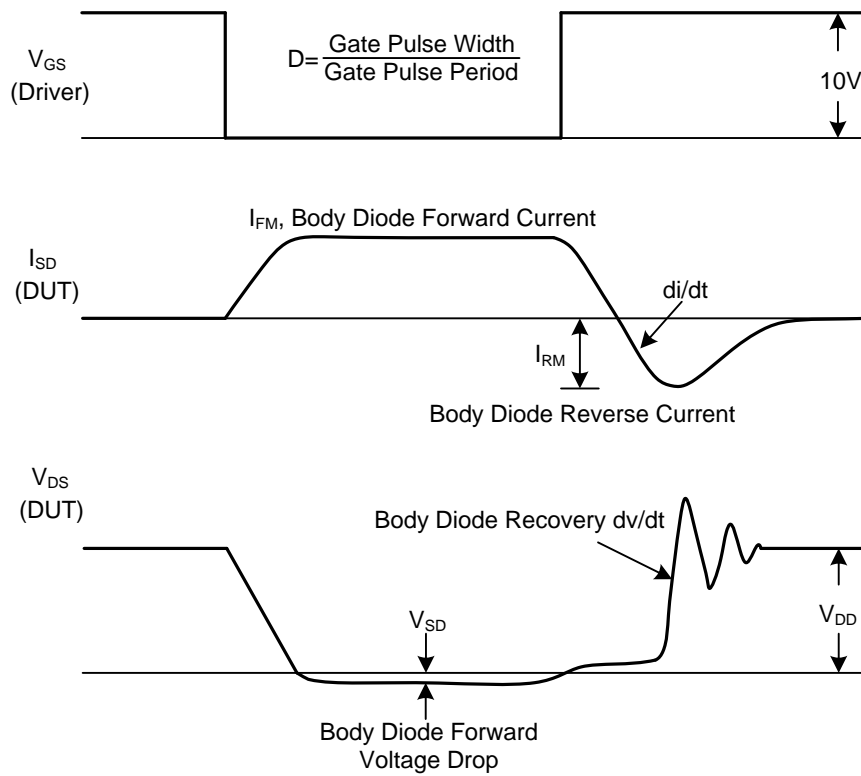 V_GS
(Driver)
D= Gate Pulse Width
Gate Pulse Period
10V
I_FM, Body Diode Forward Current
I_SD
(DUT)
di/dt
I_RM
Body Diode Reverse Current
V_DS
(DUT)
Body Diode Recovery dv/dt
V_SD
V_DD
Body Diode Forward
Voltage Drop